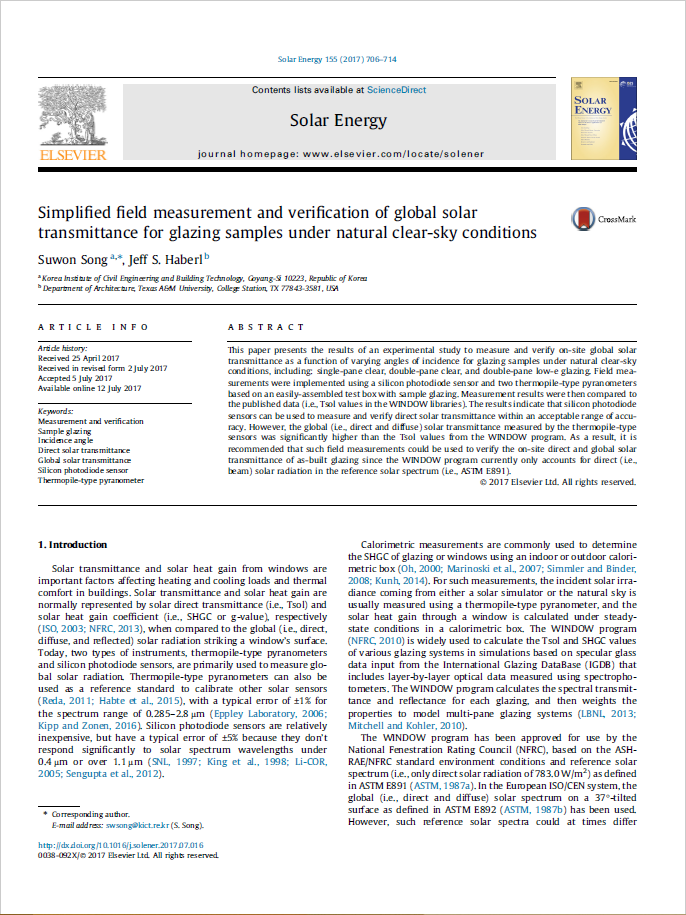 Solar Energy 155 (2017) 706–714
Contents lists available at ScienceDirect
Solar Energy
journal homepage: www.elsevier.com/locate/solener
ELSEVIER
SOLAR
ENERGY
Simplified field measurement and verification of global solar
transmittance for glazing samples under natural clear-sky conditions
CrossMark
Suwon Song a,*, Jeff S. Haberl b
a Korea Institute of Civil Engineering and Building Technology, Goyang-Si 10223, Republic of Korea
b Department of Architecture, Texas A&M University, College Station, TX 77843-3581, USA
ARTICLE INFO
Article history:
Received 25 April 2017
Received in revised form 2 July 2017
Accepted 5 July 2017
Available online 12 July 2017
Keywords:
Measurement and verification
Sample glazing
Incidence angle
Direct solar transmittance
Global solar transmittance
Silicon photodiode sensor
Thermopile-type pyranometer
ABSTRACT
This paper presents the results of an experimental study to measure and verify on-site global solar
transmittance as a function of varying angles of incidence for glazing samples under natural clear-sky
conditions, including: single-pane clear, double-pane clear, and double-pane low-e glazing. Field mea-
surements were implemented using a silicon photodiode sensor and two thermopile-type pyranometers
based on an easily-assembled test box with sample glazing. Measurement results were then compared to
the published data (i.e., Tsol values in the WINDOW libraries). The results indicate that silicon photodiode
sensors can be used to measure and verify direct solar transmittance within an acceptable range of accu-
racy. However, the global (i.e., direct and diffuse) solar transmittance measured by the thermopile-type
sensors was significantly higher than the Tsol values from the WINDOW program. As a result, it is
recommended that such field measurements could be used to verify the on-site direct and global solar
transmittance of as-built glazing since the WINDOW program currently only accounts for direct (i.e.,
beam) solar radiation in the reference solar spectrum (i.e., ASTM E891).
© 2017 Elsevier Ltd. All rights reserved.
1. Introduction
Solar transmittance and solar heat gain from windows are
important factors affecting heating and cooling loads and thermal
comfort in buildings. Solar transmittance and solar heat gain are
normally represented by solar direct transmittance (i.e., Tsol) and
solar heat gain coefficient (i.e., SHGC or g-value), respectively
(ISO, 2003; NFRC, 2013), when compared to the global (i.e., direct,
diffuse, and reflected) solar radiation striking a window's surface.
Today, two types of instruments, thermopile-type pyranometers
and silicon photodiode sensors, are primarily used to measure glo-
bal solar radiation. Thermopile-type pyranometers can also be
used as a reference standard to calibrate other solar sensors
(Reda, 2011; Habte et al., 2015), with a typical error of ±1% for
the spectrum range of 0.285–2.8 μm (Eppley Laboratory, 2006;
Kipp and Zonen, 2016). Silicon photodiode sensors are relatively
inexpensive, but have a typical error of ±5% because they don't
respond significantly to solar spectrum wavelengths under
0.4 μm or over 1.1 μm (SNL, 1997; King et al., 1998; Li-COR,
2005; Sengupta et al., 2012).
Calorimetric measurements are commonly used to determine
the SHGC of glazing or windows using an indoor or outdoor calori-
metric box (Oh, 2000; Marinoski et al., 2007; Simmler and Binder,
2008; Kunh, 2014). For such measurements, the incident solar irra-
diance coming from either a solar simulator or the natural sky is
usually measured using a thermopile-type pyranometer, and the
solar heat gain through a window is calculated under steady-
state conditions in a calorimetric box. The WINDOW program
(NFRC, 2010) is widely used to calculate the Tsol and SHGC values
of various glazing systems in simulations based on specular glass
data input from the International Glazing DataBase (IGDB) that
includes layer-by-layer optical data measured using spectropho-
tometers. The WINDOW program calculates the spectral transmit-
tance and reflectance for each glazing, and then weights the
properties to model multi-pane glazing systems (LBNL, 2013;
Mitchell and Kohler, 2010).
The WINDOW program has been approved for use by the
National Fenestration Rating Council (NFRC), based on the ASH-
RAE/NFRC standard environment conditions and reference solar
spectrum (i.e., only direct solar radiation of 783.0 W/m2) as defined
in ASTM E891 (ASTM, 1987a). In the European ISO/CEN system, the
global (i.e., direct and diffuse) solar spectrum on a 37°-tilted
surface as defined in ASTM E892 (ASTM, 1987b) has been used.
However, such reference solar spectra could at times differ
* Corresponding author.
E-mail address: swsong@kict.re.kr (S. Song).
http://dx.doi.org/10.1016/j.solener.2017.07.016
0038-092X/© 2017 Elsevier Ltd. All rights reserved.